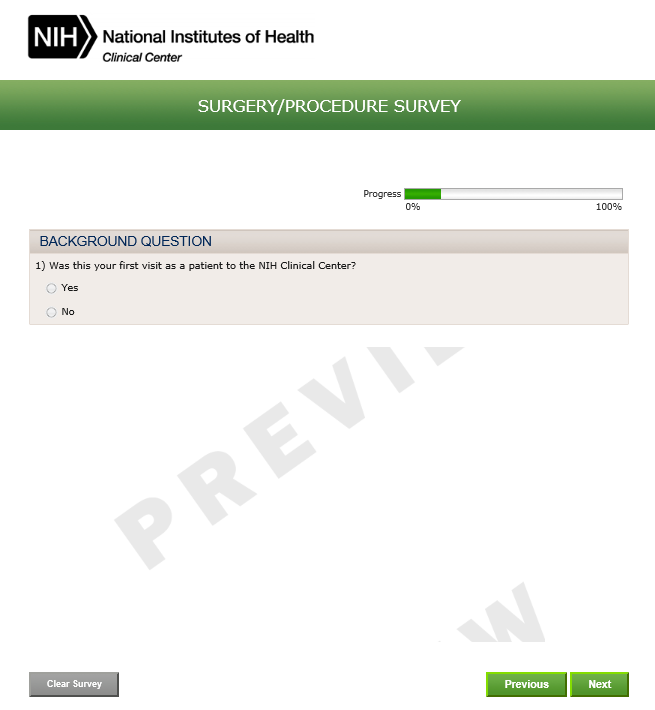 NIH National Institutes of Health
Clinical Center
SURGERY/PROCEDURE SURVEY
Progress
0% 100%
BACKGROUND QUESTION
1) Was this your first visit as a patient to the NIH Clinical Center?
Yes
No
PREVIEW
Clear Survey Previous Next